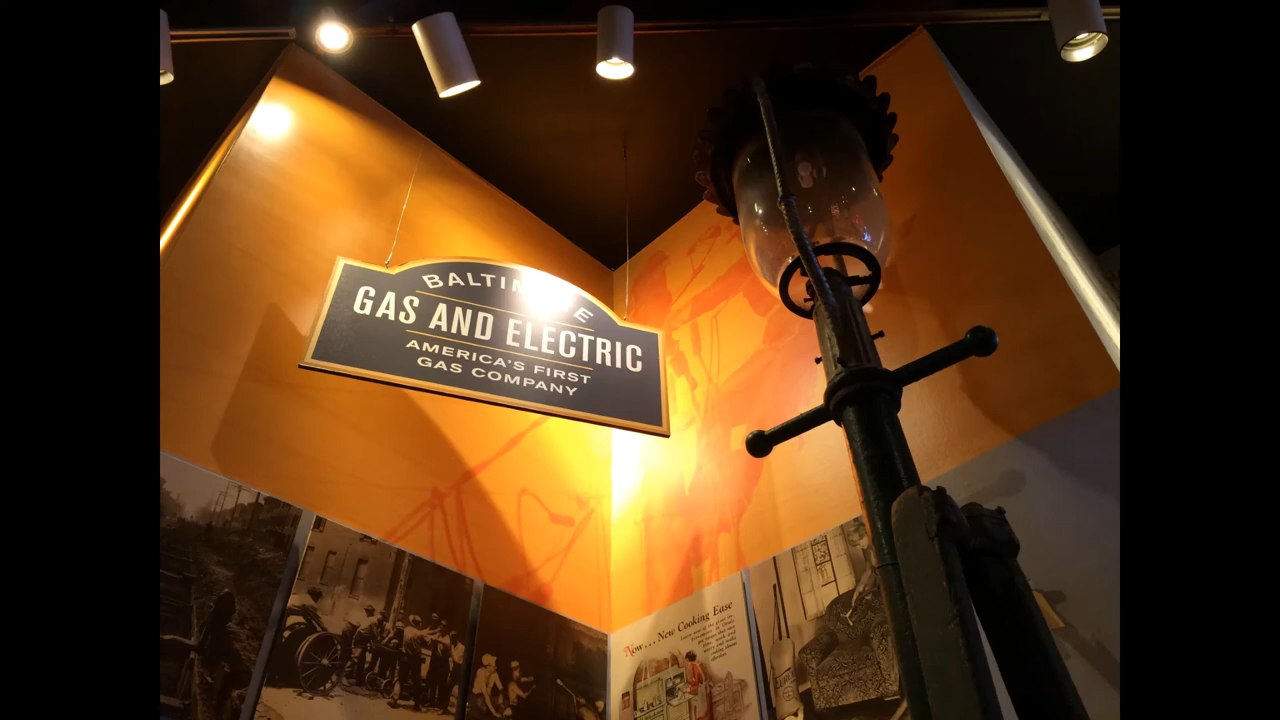 BALTIMORE
GAS AND ELECTRIC
AMERICA'S FIRST
GAS COMPANY
Now... New Cooking Ease